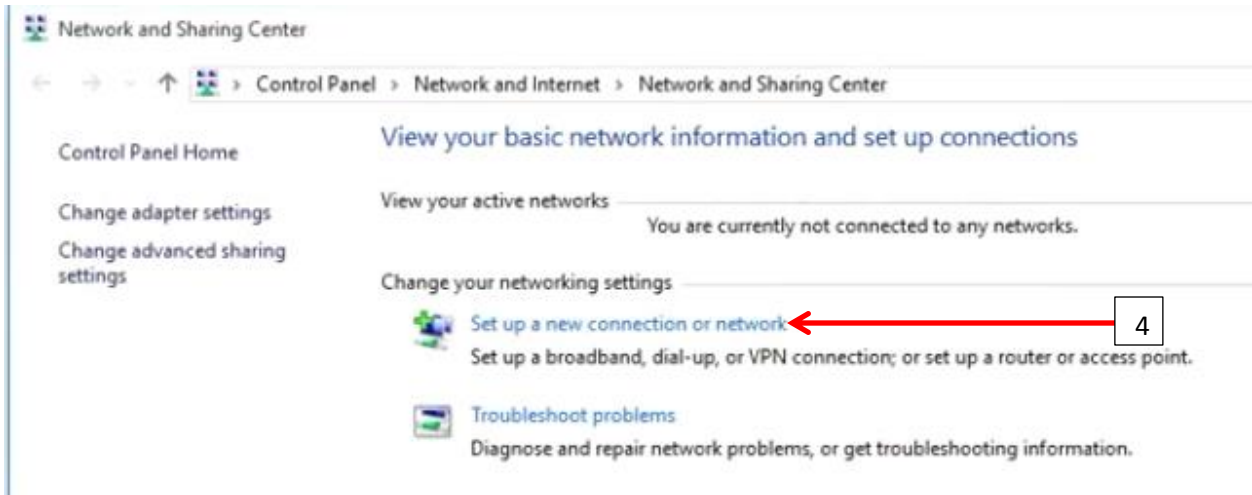 Network and Sharing Center
Control Panel > Network and Internet > Network and Sharing Center
Control Panel Home
Change adapter settings
Change advanced sharing
settings
View your basic network information and set up connections
View your active networks
You are currently not connected to any networks.
Change your networking settings
Set up a new connection or network
4
Set up a broadband, dial-up, or VPN connection; or set up a router or access point.
Troubleshoot problems
Diagnose and repair network problems, or get troubleshooting information.